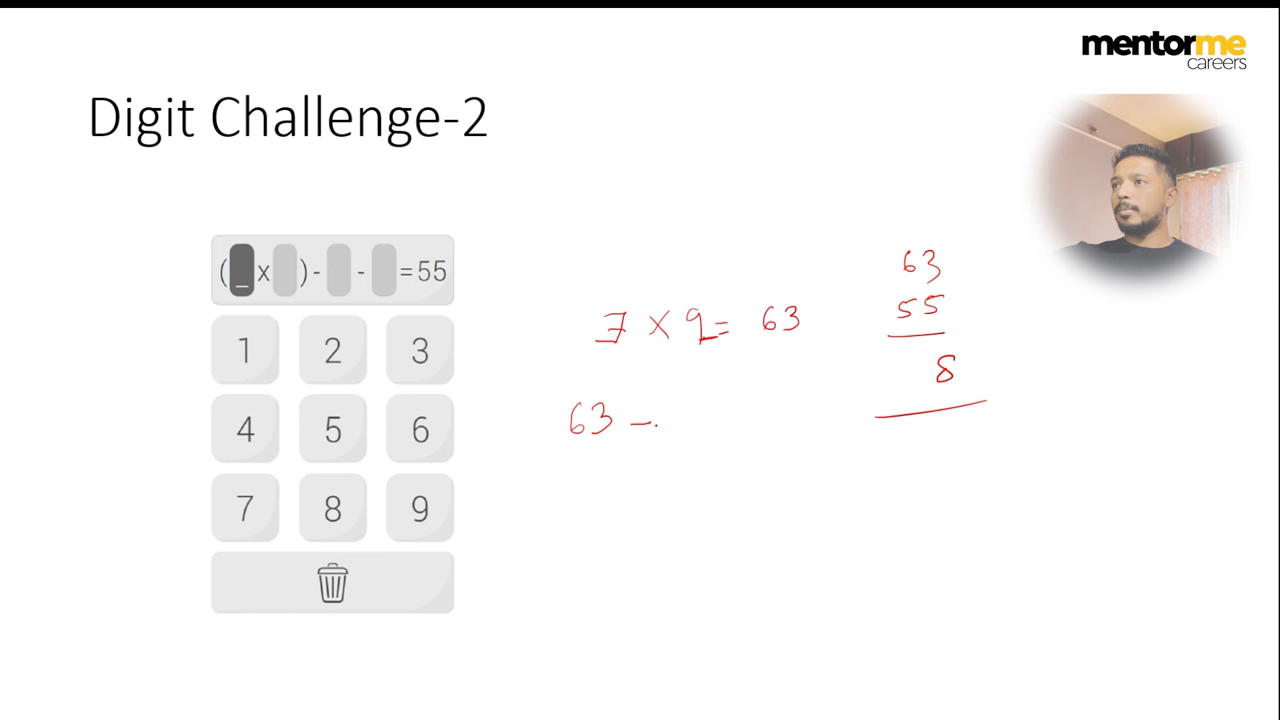 mentorme
careers
Digit Challenge-2
(_x )- - =55
1 2 3
4 5 6
7 8 9
7 x 9= 63
63 -
63
55
8